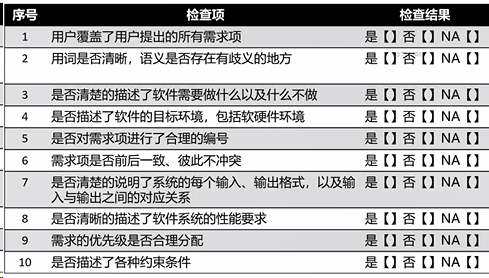 序号 检查项 检查结果
1 用户覆盖了用户提出的所有需求项 是【】否【】NA【】
2 用词是否清晰，语义是否存在有歧义的地方 是【】否【】NA【】
3 是否清楚的描述了软件需要做什么以及什么不做 是【】否【】NA【】
4 是否描述了软件的目标环境，包括软硬件环境 是【】否【】NA【】
5 是否对需求项进行了合理的编号 是【】否【】NA【】
6 需求项是否前后一致、彼此不冲突 是【】否【】NA【】
7 是否清楚的说明了系统的每个输入、输出格式，以及输 是【】否【】NA【】
入与输出之间的对应关系
8 是否清晰的描述了软件系统的性能要求 是【】否【】NA【】
9 需求的优先级是否合理分配 是【】否【】NA【】
10 是否描述了各种约束条件 是【】否【】NA【】